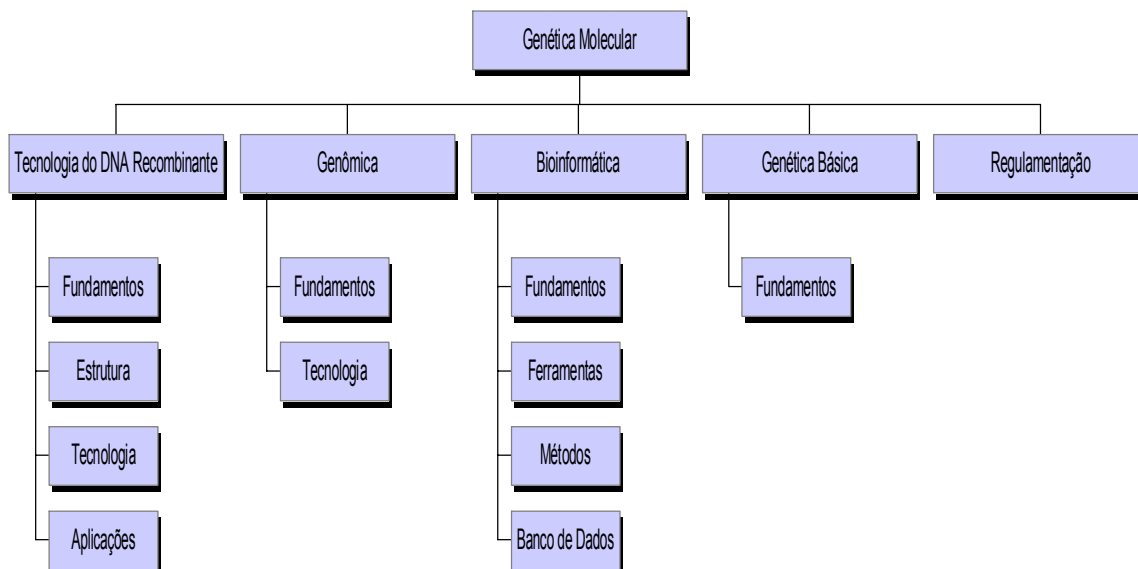 Genética Molecular
Tecnologia do DNA Recombinante
Genômica
Bioinformática
Genética Básica
Regulamentação
Fundamentos
Fundamentos
Fundamentos
Fundamentos
Estrutura
Tecnologia
Ferramentas
Tecnologia
Métodos
Aplicações
Banco de Dados